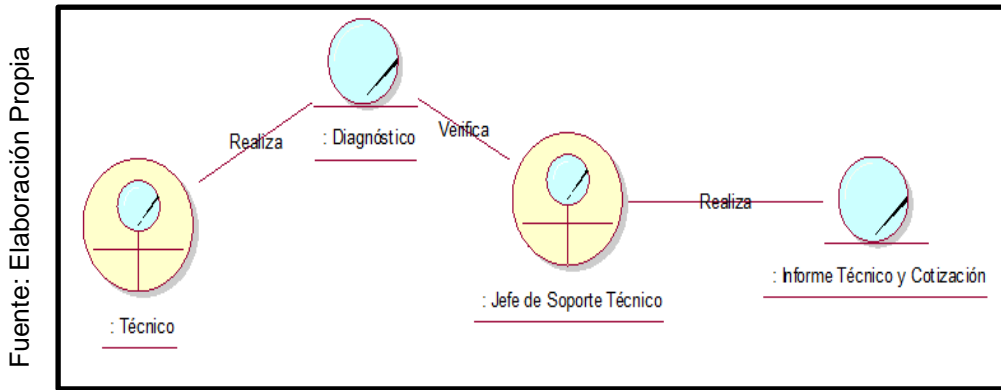 Fuente: Elaboración Propia
Realiza
: Diagnóstico
Verifica
: Técnico
: Jefe de Soporte Técnico
Realiza
: Informe Técnico y Cotización